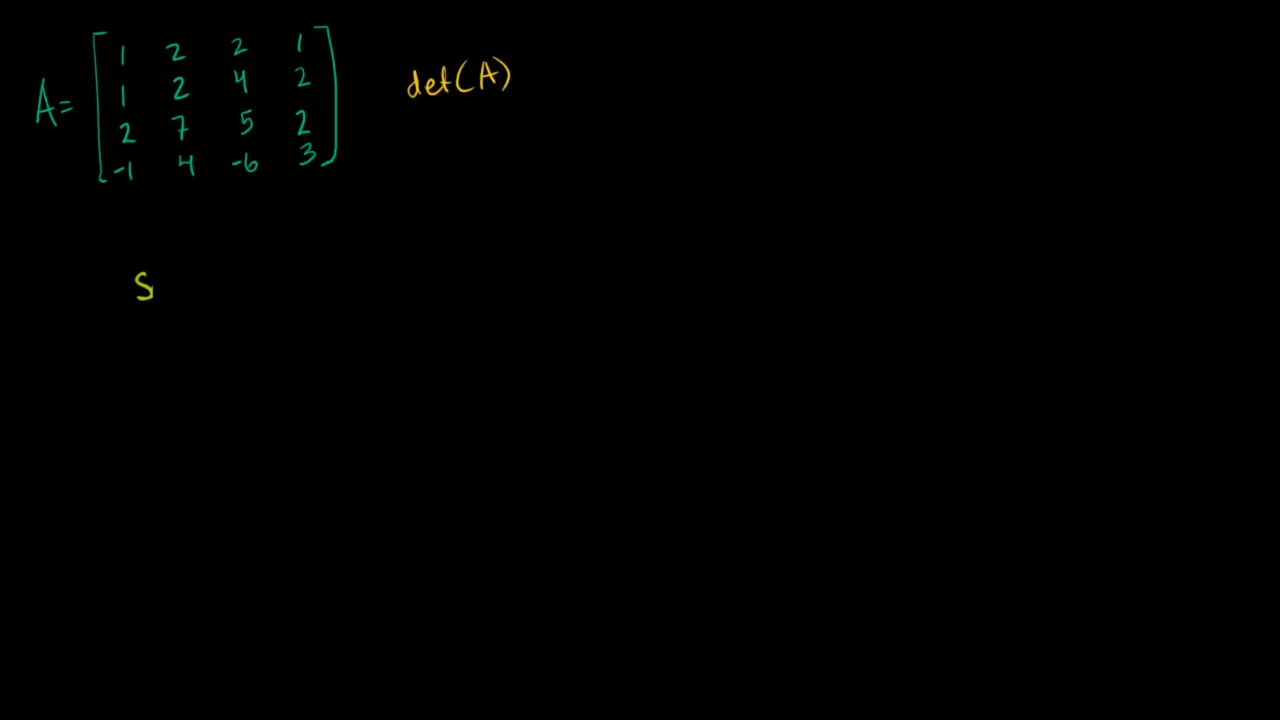 A= [ 1 2 2 1
1 2 4 2
2 7 5 2
-1 4 -6 3 ]
det(A)
S